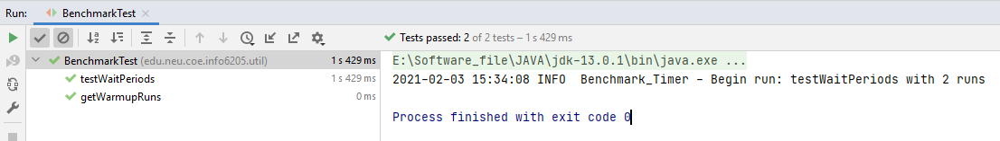 Run: BenchmarkTest
Tests passed: 2 of 2 tests – 1 s 429 ms
BenchmarkTest (edu.neu.coe.info6205.util) 1 s 429 ms
testWaitPeriods 1 s 429 ms
getWarmupRuns 0 ms
E:\Software_file\JAVA\jdk-13.0.1\bin\java.exe ...
2021-02-03 15:34:08 INFO  Benchmark_Timer - Begin run: testWaitPeriods with 2 runs
Process finished with exit code 0